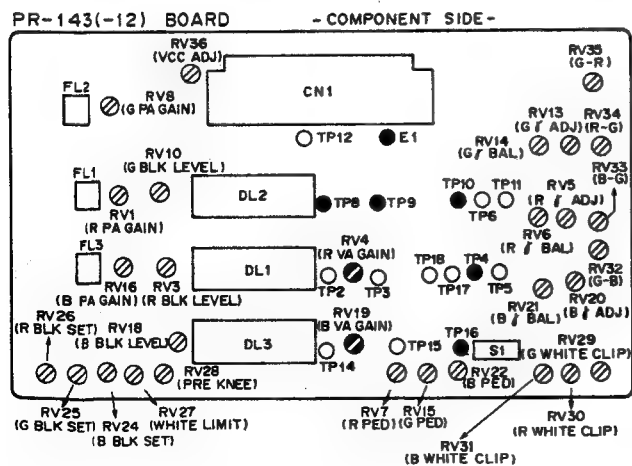 PR-143(-12) BOARD
-COMPONENT SIDE-
RV36
(VCC ADJ)
RV35
(G-R)
FL2
RV8
(G PA GAIN)
CN1
RV13
(G γ ADJ)
RV34
(R-G)
TP12
E1
RV14
(G γ BAL)
RV33
(B-G)
RV10
(G BLK LEVEL)
FL1
RV1
(R PA GAIN)
DL2
TP8
TP9
TP10
TP6
TP11
RV5
(R γ ADJ)
RV6
(R γ BAL)
FL3
RV4
(R VA GAIN)
DL1
TP2
TP3
TP18
TP17
TP4
TP5
RV32
(G-B)
RV16
(B PA GAIN)
RV3
(R BLK LEVEL)
RV21
(B γ BAL)
RV20
(B γ ADJ)
RV26
(R BLK SET)
RV18
(B BLK LEVEL)
DL3
RV19
(B VA GAIN)
TP14
TP15
TP16
S1
RV29
(G WHITE CLIP)
RV28
(PRE KNEE)
RV22
(B PED)
RV25
(G BLK SET)
RV24
(B BLK SET)
RV27
(WHITE LIMIT)
RV7
(R PED)
RV15
(G PED)
RV31
(B WHITE CLIP)
RV30
(R WHITE CLIP)